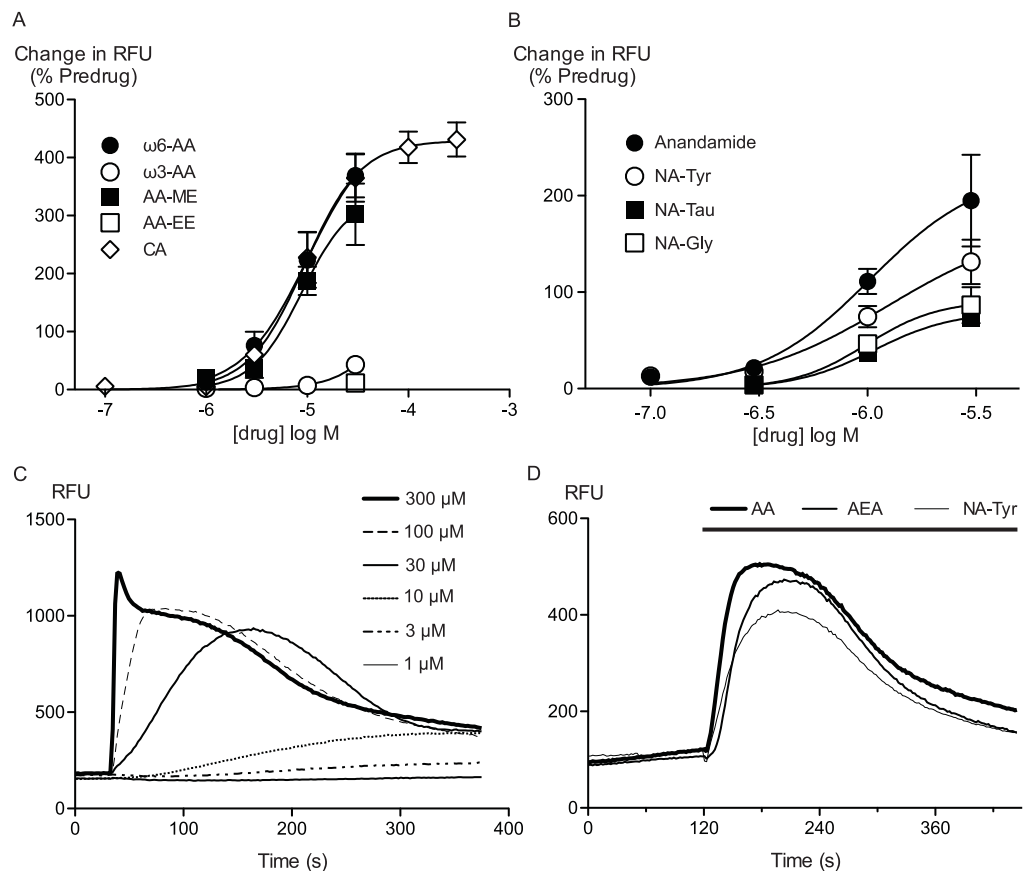 A
Change in RFU
(% Predrug)
500
400
300
200
100
0
ω6-AA
ω3-AA
AA-ME
AA-EE
CA
-7 -6 -5 -4 -3
[drug] log M
B
Change in RFU
(% Predrug)
300
200
100
0
Anandamide
NA-Tyr
NA-Tau
NA-Gly
-7.0 -6.5 -6.0 -5.5
[drug] log M
C
RFU
1500
1000
500
0
300 µM
100 µM
30 µM
10 µM
3 µM
1 µM
0 100 200 300 400
Time (s)
D
RFU
600
400
200
0
AA AEA NA-Tyr
0 120 240 360
Time (s)